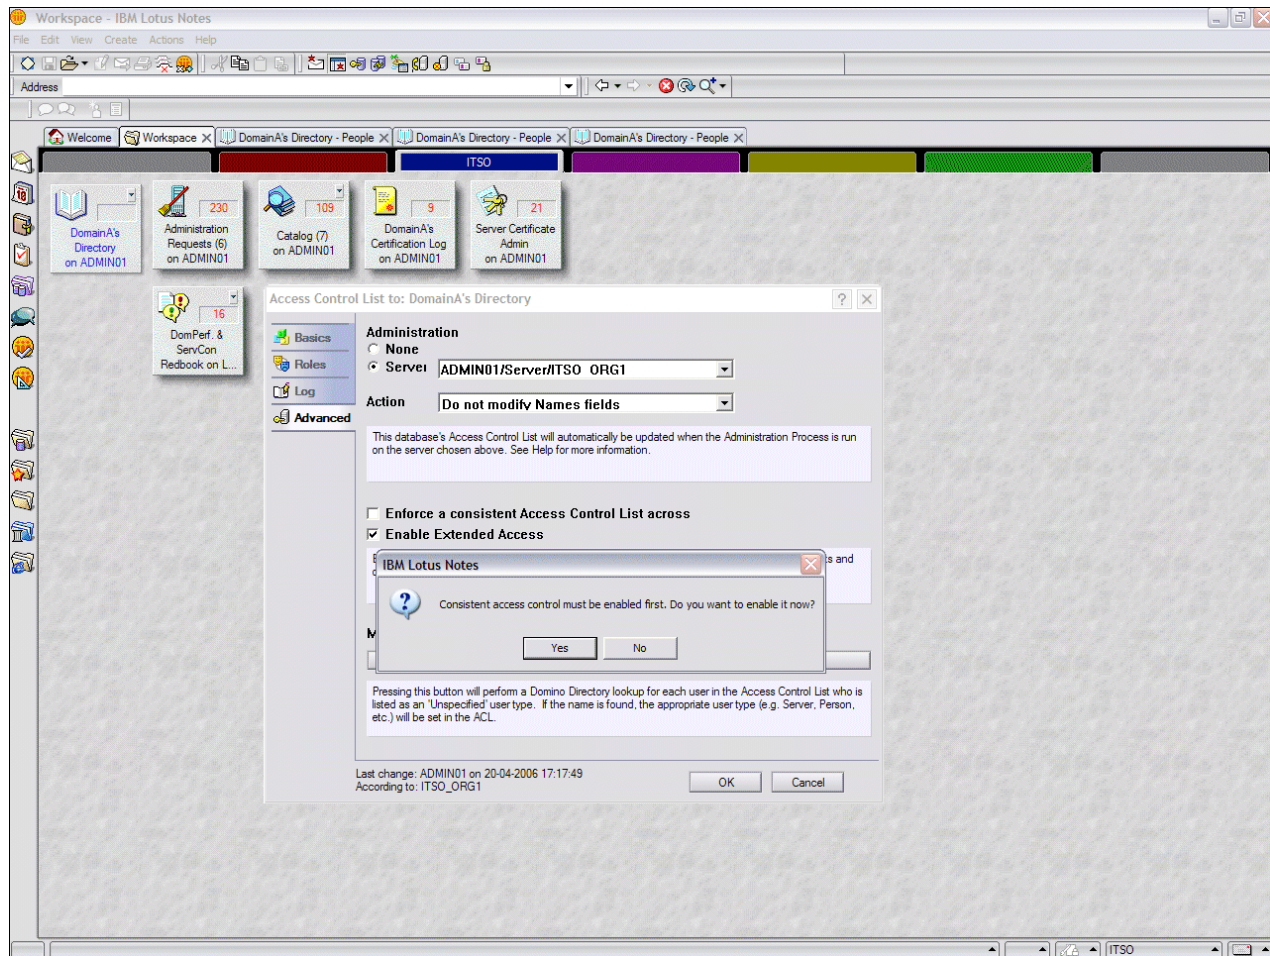 Workspace - IBM Lotus Notes
File Edit View Create Actions Help
Address
Welcome Workspace DomainA's Directory - People DomainA's Directory - People DomainA's Directory - People
ITSO
18
230 109 9 21
DomainA's Directory on ADMIN01
Administration Requests (6) on ADMIN01
Catalog (7) on ADMIN01
DomainA's Certification Log on ADMIN01
Server Certificate Admin on ADMIN01
16
DomPerf. & ServCon Redbook on L...
Access Control List to: DomainA's Directory
Basics
Roles
Log
Advanced
Administration
None
Server ADMIN01/Server/ITSO_ORG1
Action Do not modify Names fields
This database's Access Control List will automatically be updated when the Administration Process is run
on the server chosen above. See Help for more information.
Enforce a consistent Access Control List across
Enable Extended Access
ts and
IBM Lotus Notes
Consistent access control must be enabled first. Do you want to enable it now?
Yes No
Pressing this button will perform a Domino Directory lookup for each user in the Access Control List who is
listed as an 'Unspecified' user type. If the name is found, the appropriate user type (e.g. Server, Person,
etc.) will be set in the ACL.
Last change: ADMIN01 on 20-04-2006 17:17:49
According to: ITSO_ORG1
OK Cancel
ITSO